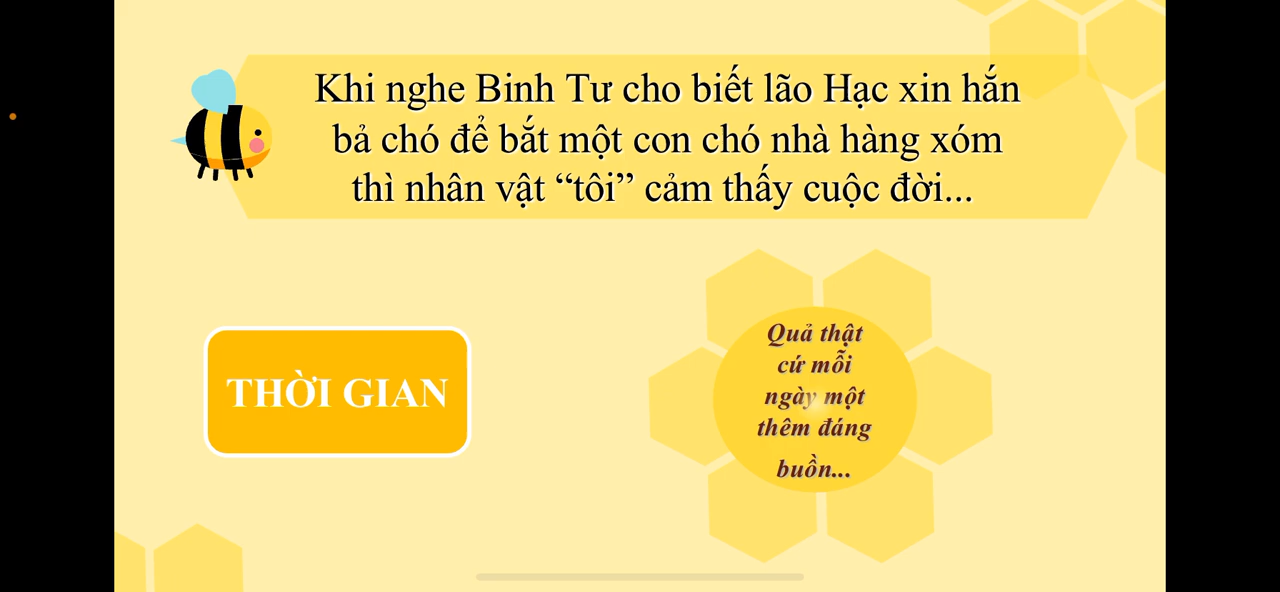 Khi nghe Binh Tư cho biết lão Hạc xin hắn
bả chó để bắt một con chó nhà hàng xóm
thì nhân vật “tôi” cảm thấy cuộc đời...
THỜI GIAN
Quả thật
cứ mỗi
ngày một
thêm đáng
buồn...